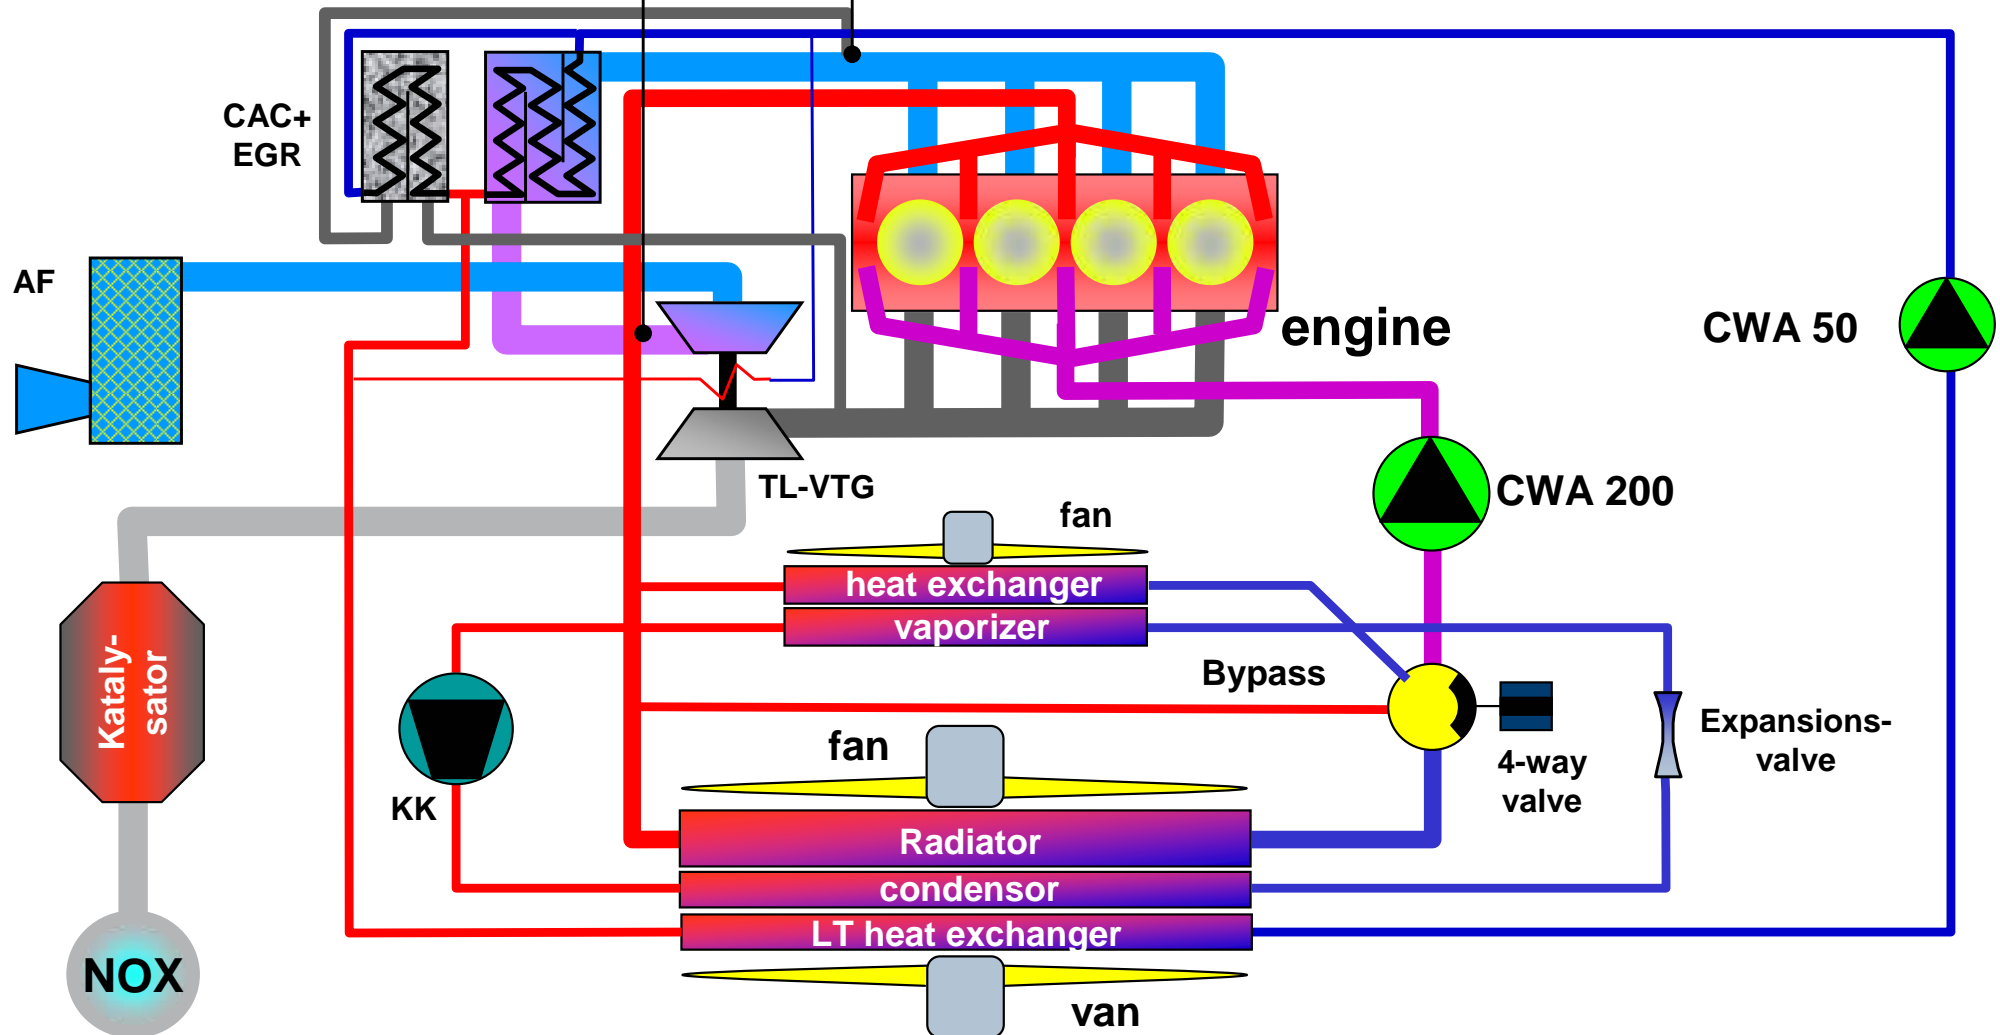 CAC+
EGR
AF
engine
CWA 50
TL-VTG
CWA 200
fan
heat exchanger
vaporizer
Bypass
Kataly-
sator
Expansions-
valve
fan
4-way
valve
KK
Radiator
condensor
LT heat exchanger
NOX
van